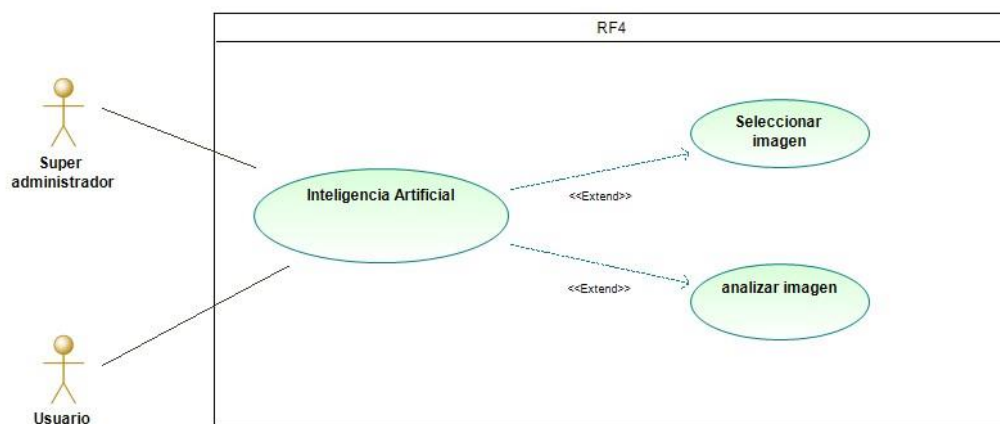 RF4
Super
administrador
Inteligencia Artificial
Seleccionar
imagen
<<Extend>>
<<Extend>>
analizar imagen
Usuario